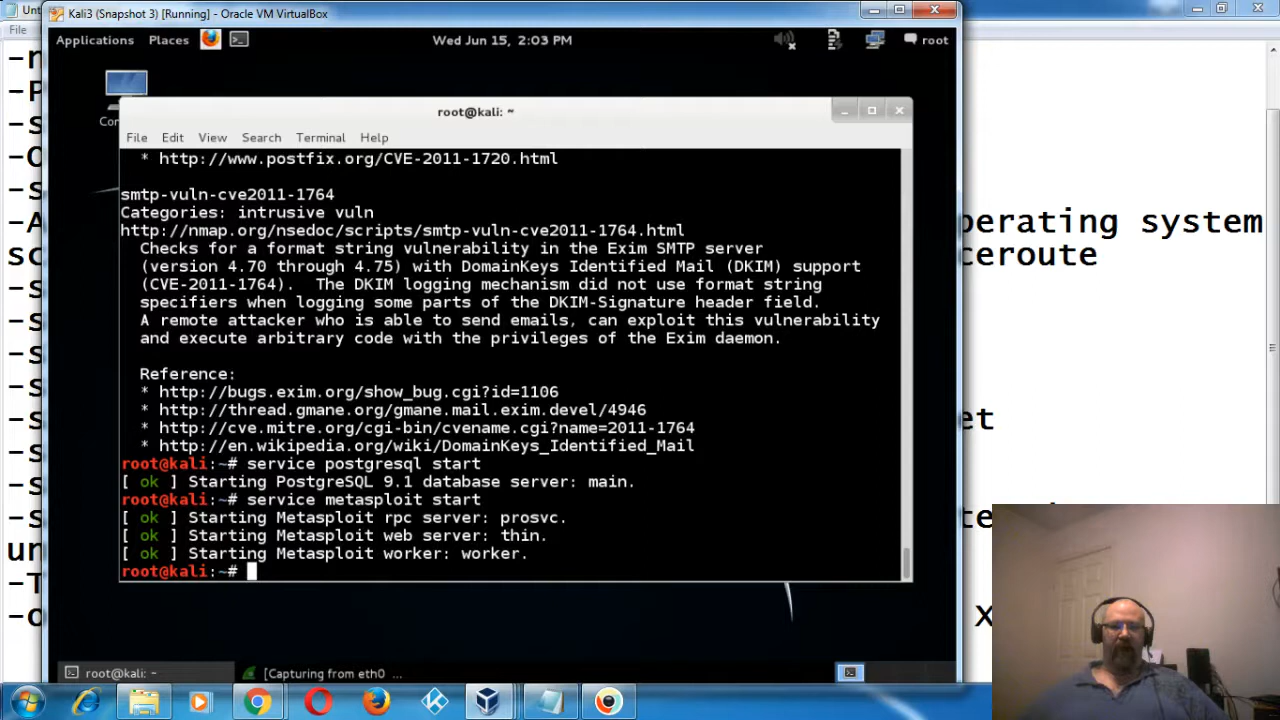 Unt
Kali3 (Snapshot 3) [Running] - Oracle VM VirtualBox
File
Applications Places Wed Jun 15, 2:03 PM root
root@kali: ~
File Edit View Search Terminal Help
* http://www.postfix.org/CVE-2011-1720.html
smtp-vuln-cve2011-1764
Categories: intrusive vuln
http://nmap.org/nsedoc/scripts/smtp-vuln-cve2011-1764.html
Checks for a format string vulnerability in the Exim SMTP server
(version 4.70 through 4.75) with DomainKeys Identified Mail (DKIM) support
(CVE-2011-1764).  The DKIM logging mechanism did not use format string
specifiers when logging some parts of the DKIM-Signature header field.
A remote attacker who is able to send emails, can exploit this vulnerability
and execute arbitrary code with the privileges of the Exim daemon.
Reference:
* http://bugs.exim.org/show_bug.cgi?id=1106
* http://thread.gmane.org/gmane.mail.exim.devel/4946
* http://cve.mitre.org/cgi-bin/cvename.cgi?name=2011-1764
* http://en.wikipedia.org/wiki/DomainKeys_Identified_Mail
root@kali:~# service postgresql start
[ ok ] Starting PostgreSQL 9.1 database server: main.
root@kali:~# service metasploit start
[ ok ] Starting Metasploit rpc server: prosvc.
[ ok ] Starting Metasploit web server: thin.
[ ok ] Starting Metasploit worker: worker.
root@kali:~#
root@kali: ~ [Capturing from eth0 ...
-A perating system
sc ceroute
et
te
un
-T
-o x